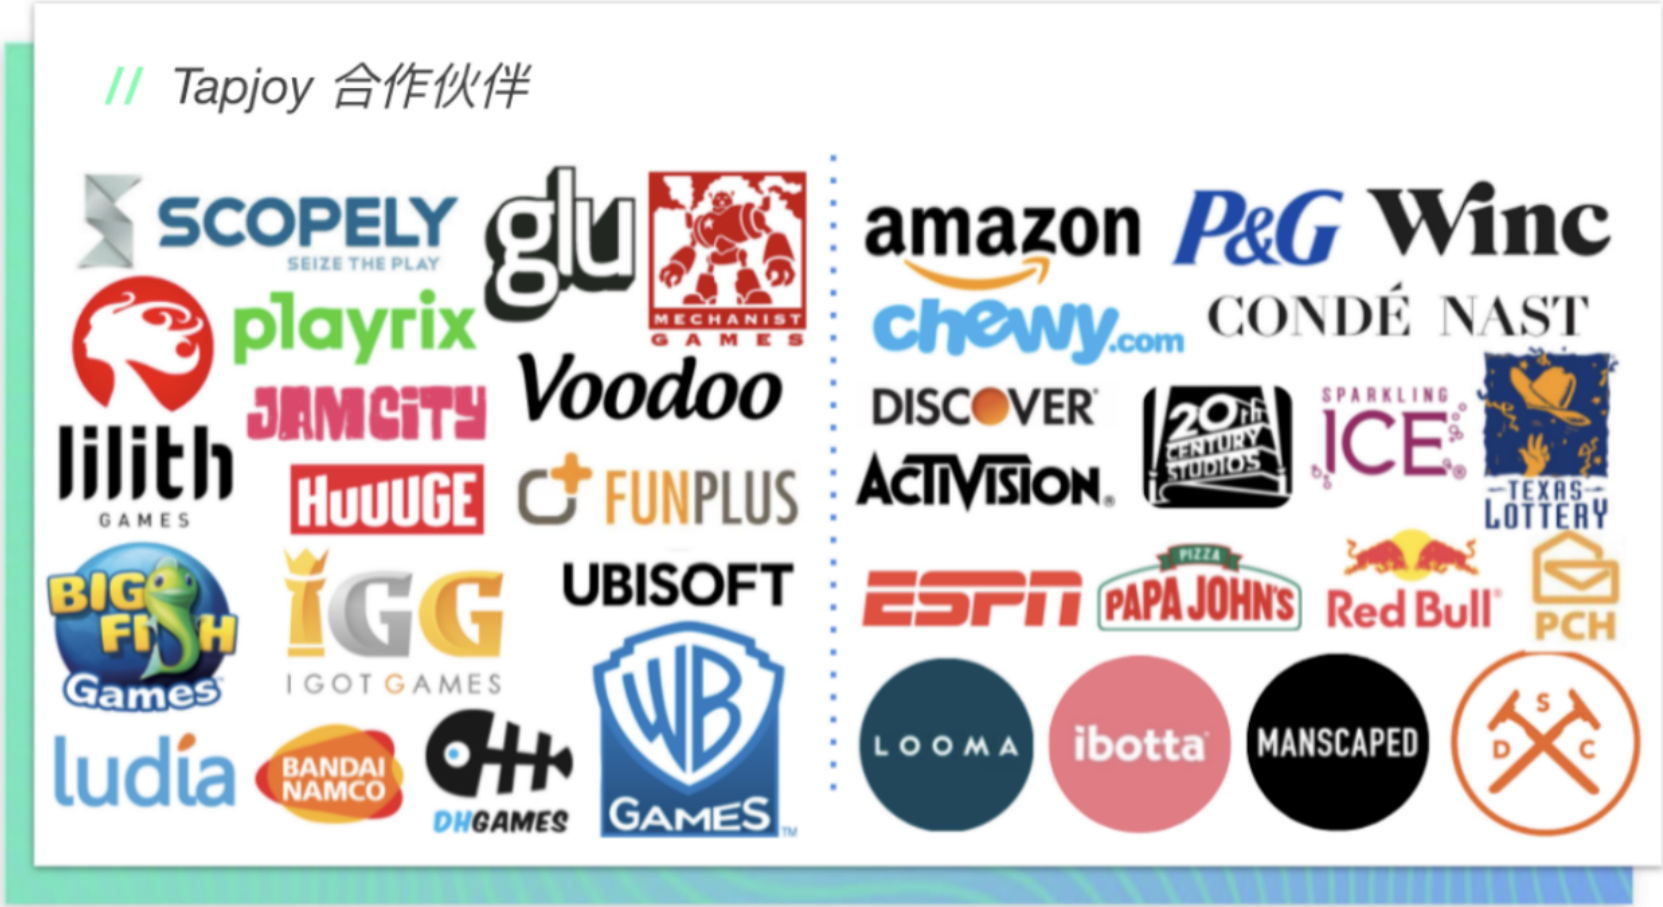 // Tapjoy 合作伙伴
SCOPELY
SEIZE THE PLAY
glu
MECHANIST
GAMES
playrix
lilith
GAMES
JAMCITY
Voodoo
HUUUGE
FUNPLUS
BIG
FISH
Games
IGG
I GOT GAMES
UBISOFT
WB
GAMES
TM
ludia
BANDAI
NAMCO
DHGAMES
amazon
P&G
Winc
chewy.com
CONDÉ NAST
DISCOVER
20TH
CENTURY
STUDIOS
SPARKLING
ICE
TEXAS
LOTTERY
ACTIVISION®
ESPN
PIZZA
PAPA JOHN'S
Red Bull®
PCH
LOOMA
ibotta
MANSCAPED
S
D C